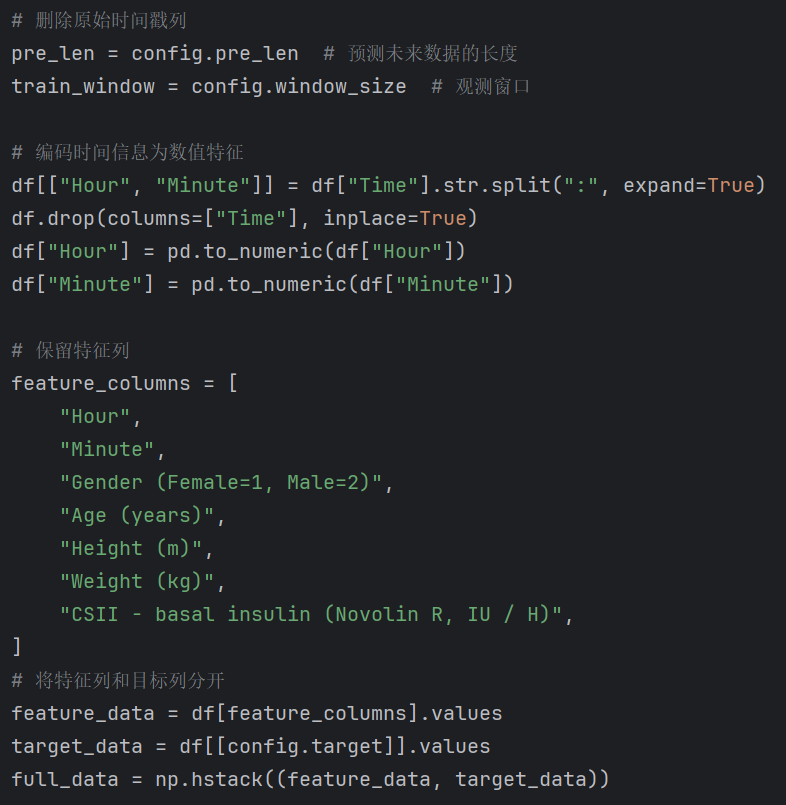 # 删除原始时间戳列
pre_len = config.pre_len  # 预测未来数据的长度
train_window = config.window_size  # 观测窗口
# 编码时间信息为数值特征
df[["Hour", "Minute"]] = df["Time"].str.split(":", expand=True)
df.drop(columns=["Time"], inplace=True)
df["Hour"] = pd.to_numeric(df["Hour"])
df["Minute"] = pd.to_numeric(df["Minute"])
# 保留特征列
feature_columns = [
    "Hour",
    "Minute",
    "Gender (Female=1, Male=2)",
    "Age (years)",
    "Height (m)",
    "Weight (kg)",
    "CSII - basal insulin (Novolin R, IU / H)",
]
# 将特征列和目标列分开
feature_data = df[feature_columns].values
target_data = df[[config.target]].values
full_data = np.hstack((feature_data, target_data))